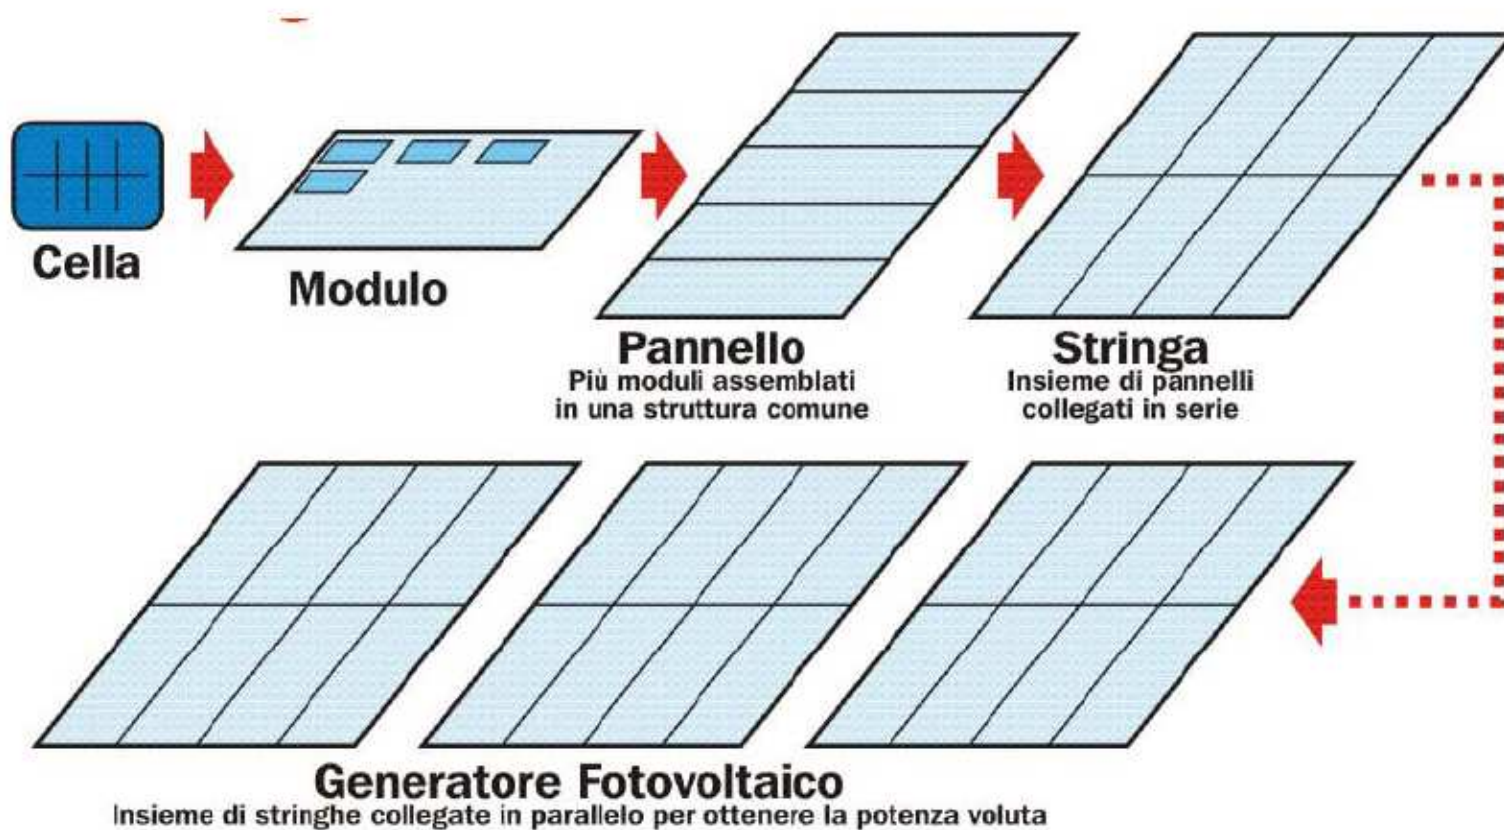 Cella
Modulo
Pannello
Più moduli assemblati
in una struttura comune
Stringa
Insieme di pannelli
collegati in serie
Generatore Fotovoltaico
Insieme di stringhe collegate in parallelo per ottenere la potenza voluta